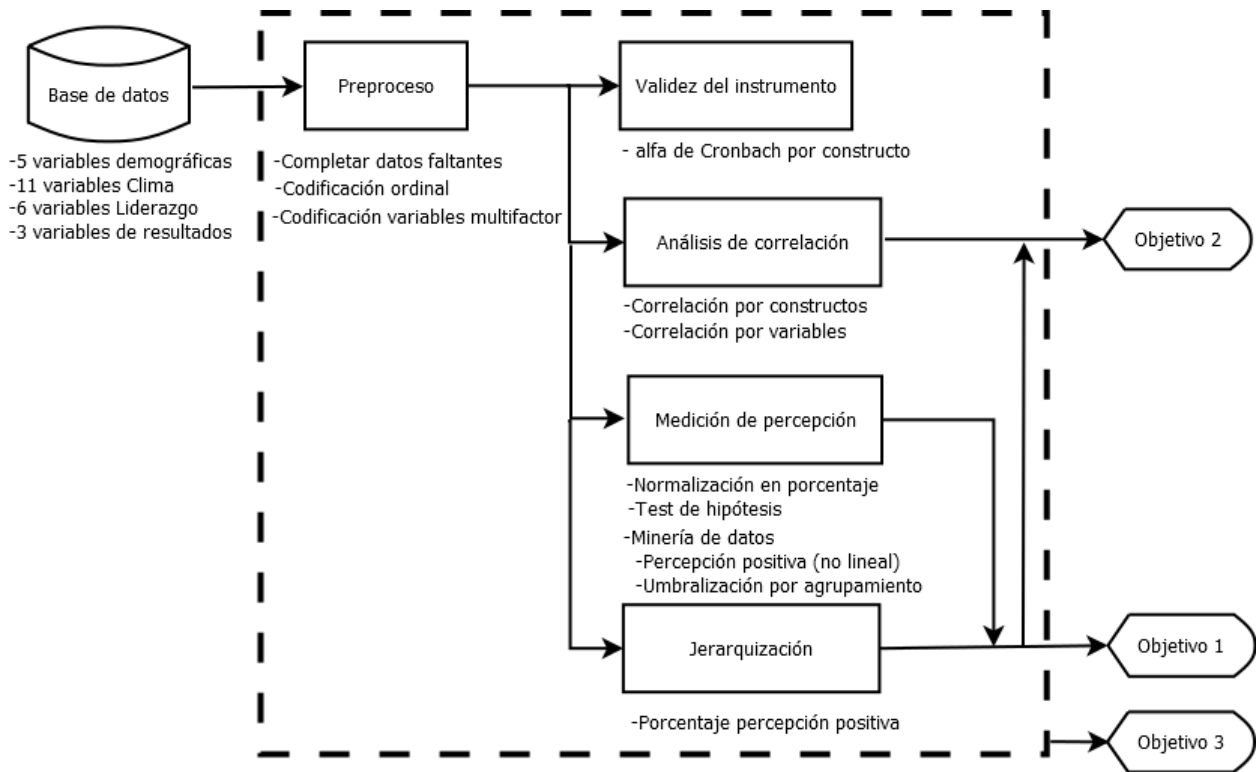 Base de datos
-5 variables demográficas
-11 variables Clima
-6 variables Liderazgo
-3 variables de resultados
Preproceso
-Completar datos faltantes
-Codificación ordinal
-Codificación variables multifactor
Validez del instrumento
- alfa de Cronbach por constructo
Análisis de correlación
-Correlación por constructos
-Correlación por variables
Objetivo 2
Medición de percepción
-Normalización en porcentaje
-Test de hipótesis
-Minería de datos
-Percepción positiva (no lineal)
-Umbralización por agrupamiento
Jerarquización
-Porcentaje percepción positiva
Objetivo 1
Objetivo 3